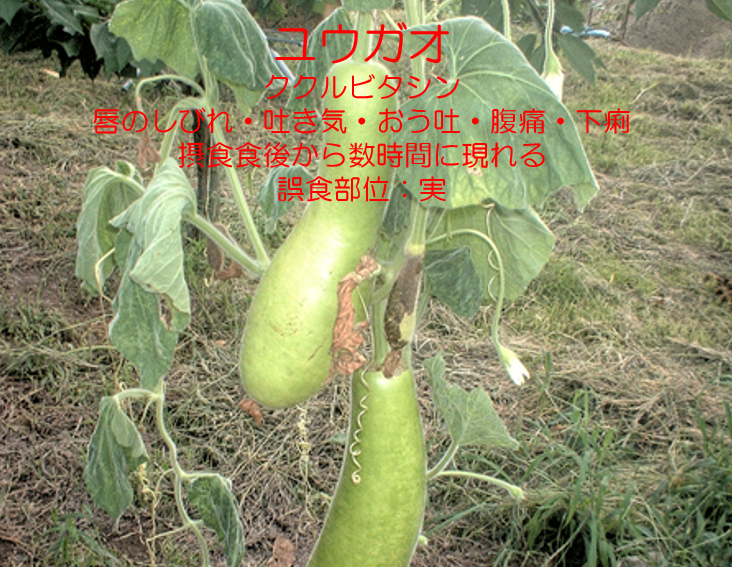 ユウガオ
ククルビタシン
唇のしびれ・吐き気・おう吐・腹痛・下痢
摂食食後から数時間に現れる
誤食部位：実